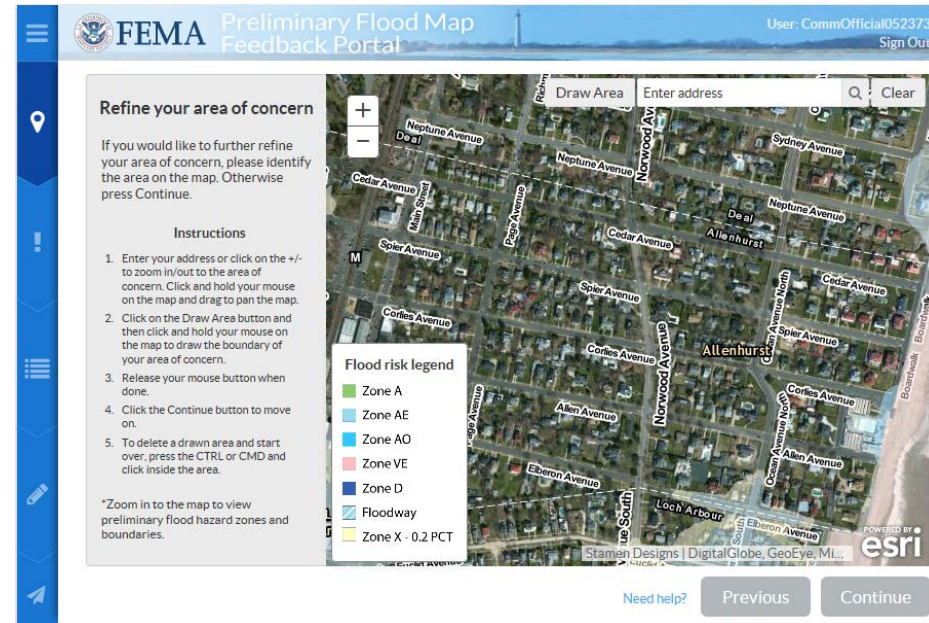 FEMA
Preliminary Flood Map
Feedback Portal
User: CommOfficial052373
Sign Out
Refine your area of concern
If you would like to further refine
your area of concern, please identify
the area on the map. Otherwise
press Continue.
Instructions
1. Enter your address or click on the +/-
to zoom in/out to the area of
concern. Click and hold your mouse
on the map and drag to pan the map.
2. Click on the Draw Area button and
then click and hold your mouse on
the map to draw the boundary of
your area of concern.
3. Release your mouse button when
done.
4. Click the Continue button to move
on.
5. To delete a drawn area and start
over, press the CTRL or CMD and
click inside the area.
*Zoom in to the map to view
preliminary flood hazard zones and
boundaries.
+
−
Draw Area
Enter address
Clear
Neptune Avenue
Deal
Norwood Av
Sydney Avenue
Neptune Avenue
Cedar Avenue
Main Street
Page Avenue
Neptune Avenue
Deal
Allenhurst
Cedar Avenue
Spier Avenue
M
Cedar Avenue
Spier Avenue
Ocean Avenue North
Boardwalk
Corlies Avenue
Spier Avenue
Norwood Avenue
Allenhurst
Corlies Avenue
Boardwalk
Corlies Avenue
Allen Avenue
Ocean Avenue North
Allen Avenue
Elberon Avenue
Loch Arbour
Elberon Avenue
South
Flood risk legend
Zone A
Zone AE
Zone AO
Zone VE
Zone D
Floodway
Zone X - 0.2 PCT
Stamen Designs | DigitalGlobe, GeoEye, Mi...
POWERED BY
esri
Need help?
Previous
Continue